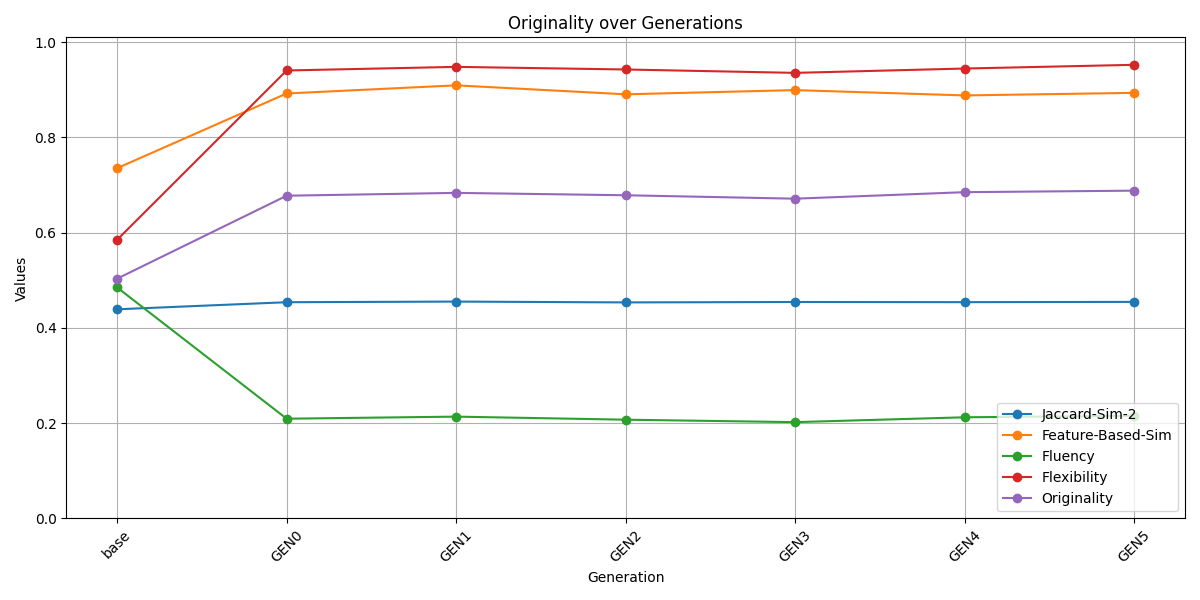 Originality over Generations
Values
1.0
0.8
0.6
0.4
0.2
0.0
Jaccard-Sim-2
Feature-Based-Sim
Fluency
Flexibility
Originality
base
GEN0
GEN1
GEN2
GEN3
GEN4
GEN5
Generation